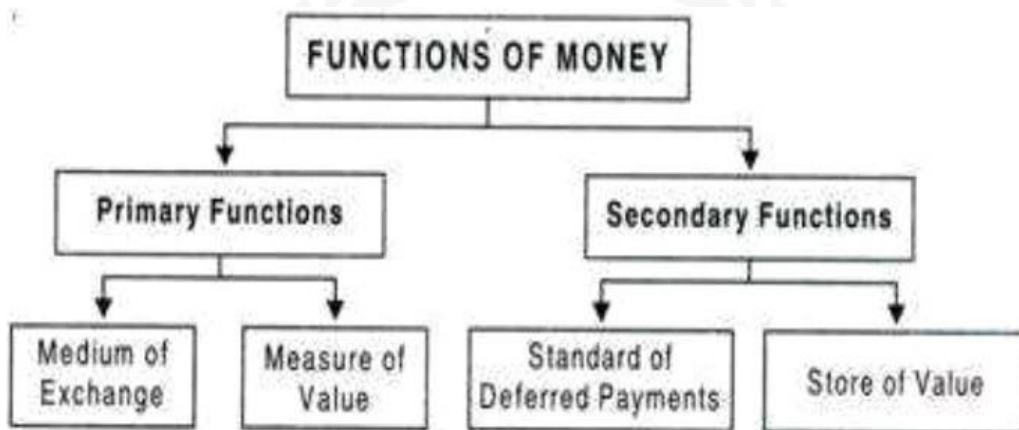 FUNCTIONS OF MONEY
Primary Functions
Secondary Functions
Medium of
Exchange
Measure of
Value
Standard of
Deferred Payments
Store of Value